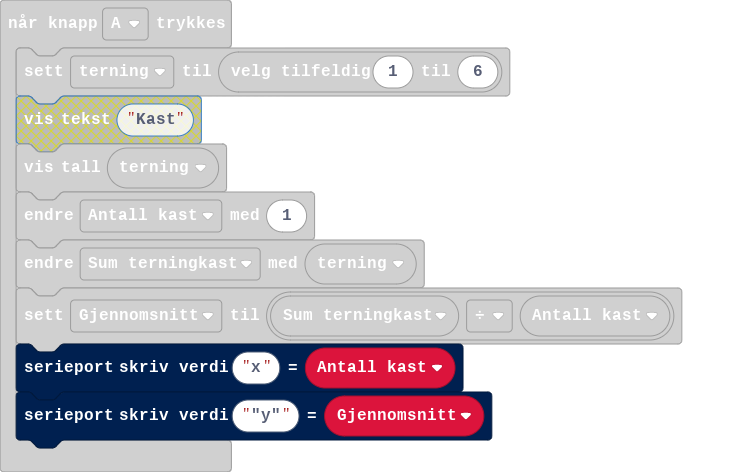 når knapp A trykkes
sett terning til velg tilfeldig 1 til 6
vis tekst "Kast"
vis tall terning
endre Antall kast med 1
endre Sum terningkast med terning
sett Gjennomsnitt til Sum terningkast ÷ Antall kast
serieport skriv verdi "x" = Antall kast
serieport skriv verdi ""y"" = Gjennomsnitt